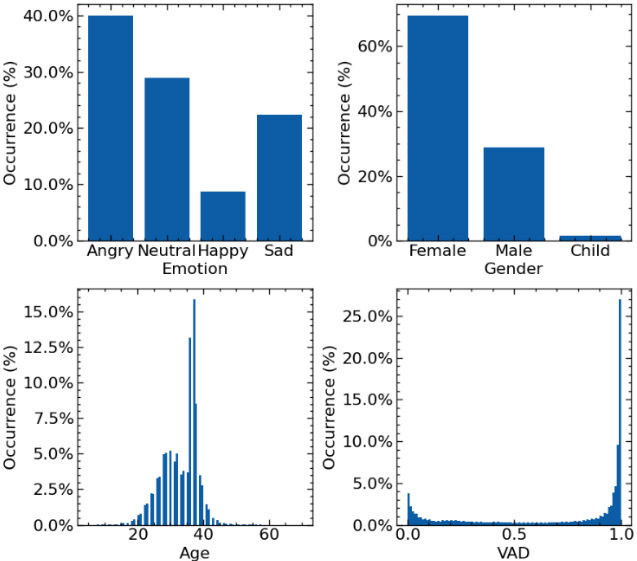 40.0%
30.0%
20.0%
10.0%
0.0%
Occurrence (%)
Angry Neutral Happy Sad
Emotion
60%
40%
20%
0%
Occurrence (%)
Female Male Child
Gender
15.0%
12.5%
10.0%
7.5%
5.0%
2.5%
0.0%
Occurrence (%)
20 40 60
Age
25.0%
20.0%
15.0%
10.0%
5.0%
0.0%
Occurrence (%)
0.0 0.5 1.0
VAD